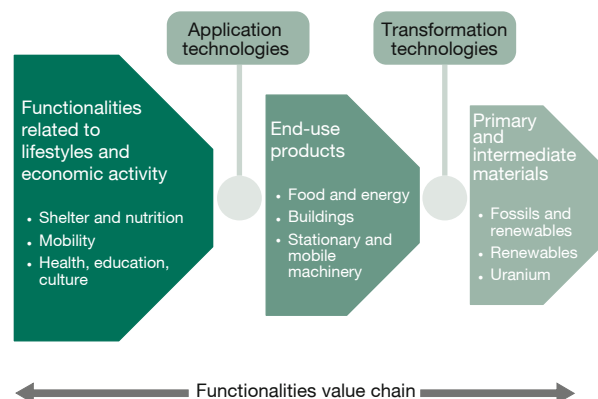 Application
technologies
Transformation
technologies
Functionalities
related to
lifestyles and
economic activity
• Shelter and nutrition
• Mobility
• Health, education,
culture
End-use
products
• Food and energy
• Buildings
• Stationary and
mobile
machinery
Primary
and
intermediate
materials
• Fossils and
renewables
• Renewables
• Uranium
Functionalities value chain